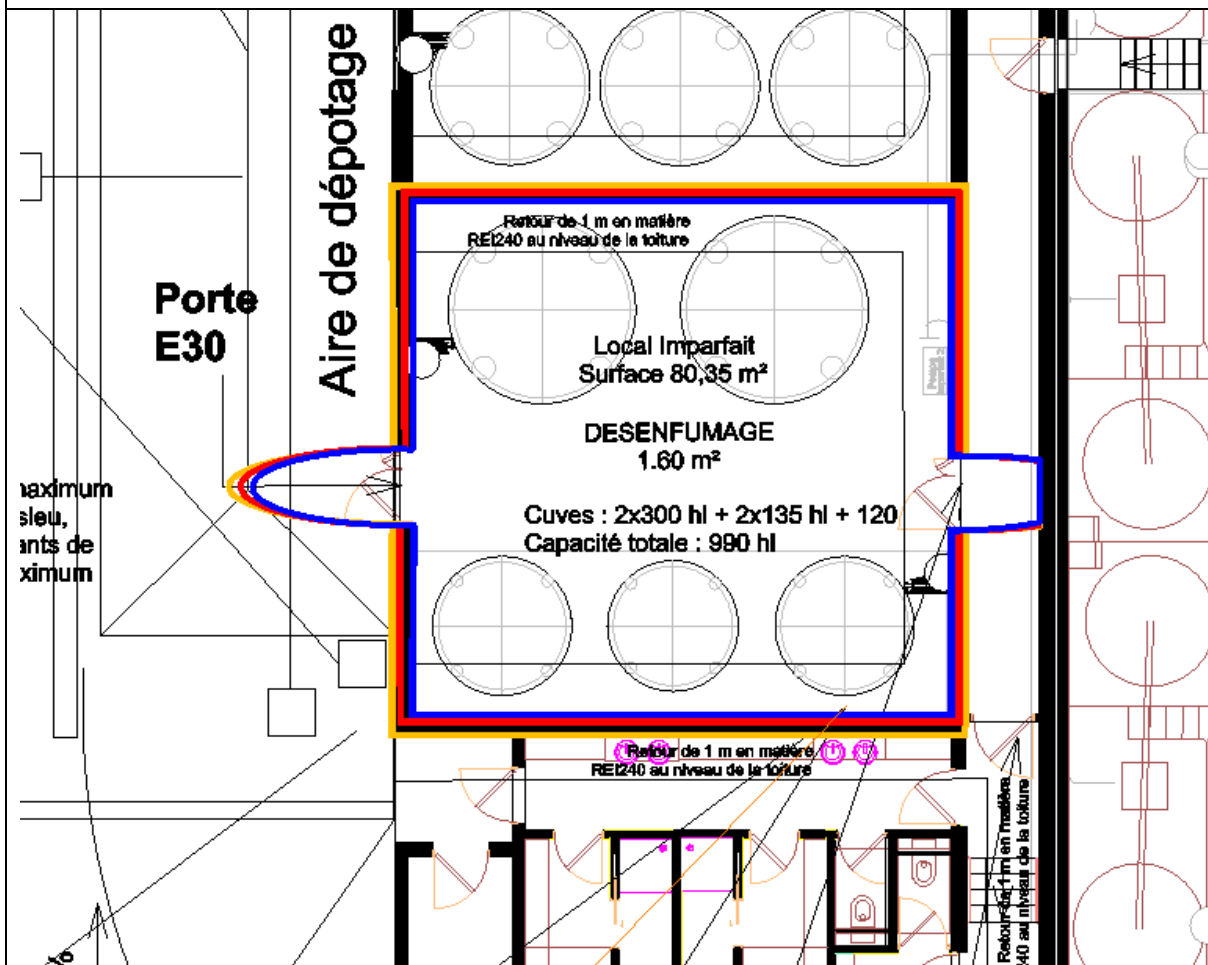 Aire de dépotage
Porte
E30
Retour de 1 m en matière
REI240 au niveau de la toiture
Local Imparfait
Surface 80,35 m²
DESENFUMAGE
1.60 m²
Cuves : 2x300 hl + 2x135 hl + 120
Capacité totale : 990 hl
aximum
sieu,
ants de
ximum
Retour de 1 m en matière
REI240 au niveau de la toiture
Retour de 1 m en matière
40 au niveau de la toiture
%